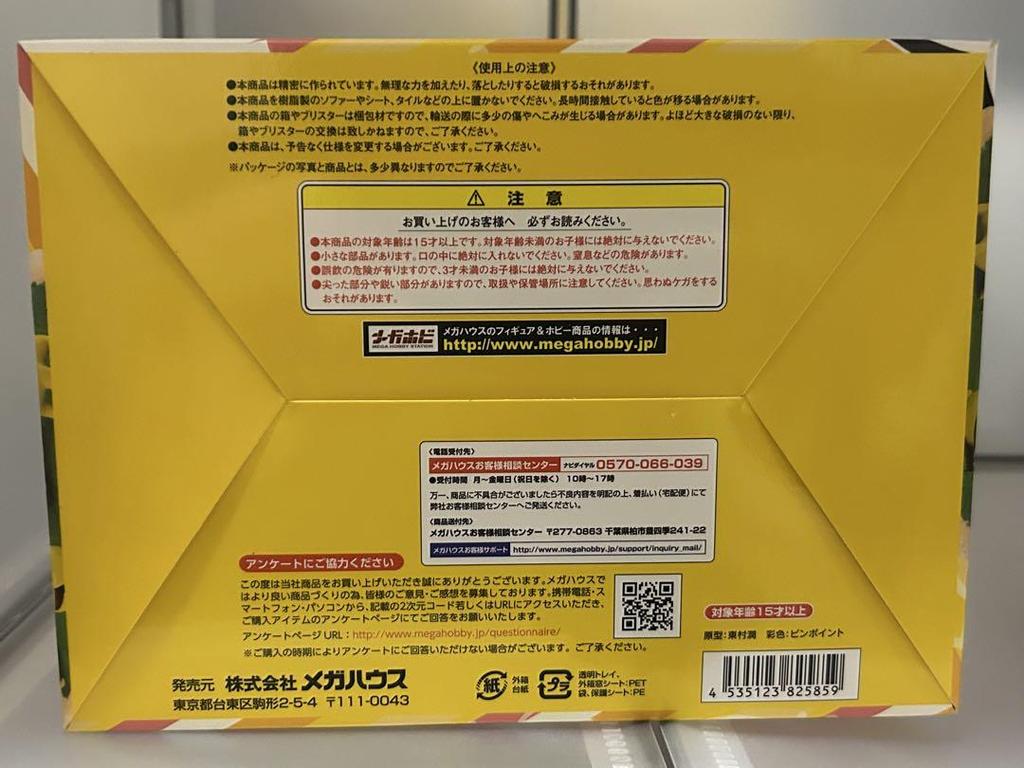 《使用上の注意》
●本商品は精密に作られています。無理な力を加えたり、落としたりすると破損するおそれがあります。
●本商品を樹脂製のソファーやシート、タイルなどの上に置かないでください。長時間接触していると色が移る場合があります。
●本商品の箱やブリスターは梱包材ですので、輸送の際に多少の傷やへこみが生じる場合があります。よほど大きな破損のない限り、
箱やブリスターの交換は致しかねますので、ご了承ください。
●本商品は、予告なく仕様を変更する場合がございます。ご了承ください。
※パッケージの写真と商品とは、多少異なりますのでご了承ください。
⚠ 注 意
お買い上げのお客様へ 必ずお読みください。
●本商品の対象年齢は15才以上です。対象年齢未満のお子様には絶対に与えないでください。
●小さな部品があります。口の中に絶対に入れないでください。窒息などの危険があります。
●誤飲の危険が有りますので、3才未満のお子様には絶対に与えないでください。
●尖った部分や鋭い部分がありますので、取扱や保管場所に注意してください。思わぬケガをする
おそれがあります。
メガホビ MEGA HOBBY STATION
メガハウスのフィギュア&ホビー商品の情報は・・・
http://www.megahobby.jp/
〈電話受付先〉
メガハウスお客様相談センター ナビダイヤル 0570-066-039
●受付時間 月〜金曜日(祝日を除く) 10時〜17時
万一、商品に不具合がございましたら不良内容を明記の上、着払い(宅配便)にて
弊社お客様相談センターへご発送ください。
〈商品送付先〉
メガハウスお客様相談センター 〒277-0863 千葉県柏市豊四季241-22
メガハウスお客様サポート http://www.megahobby.jp/support/inquiry_mail/
アンケートにご協力ください
この度は当社商品をお買い上げいただき誠にありがとうございます。メガハウスで
はより良い商品づくりの為、皆様のご意見・ご感想を募集しております。携帯電話・ス
マートフォン・パソコンから、記載の2次元コード若しくはURLにアクセスいただき、
ご購入アイテムのアンケートページにてご回答をお願いいたします。
アンケートページ URL:http://www.megahobby.jp/questionnaire/
※ご購入の時期によりアンケートにご回答いただけない場合がございます。ご了承ください。
対象年齢15才以上
原型:東村潤 彩色:ピンポイント
発売元 株式会社 メガハウス
東京都台東区駒形2-5-4 〒111-0043
紙 外箱
台紙
プラ 透明トレイ、
外箱窓シート:PET
袋、保護シート:PE
4 535123 825859